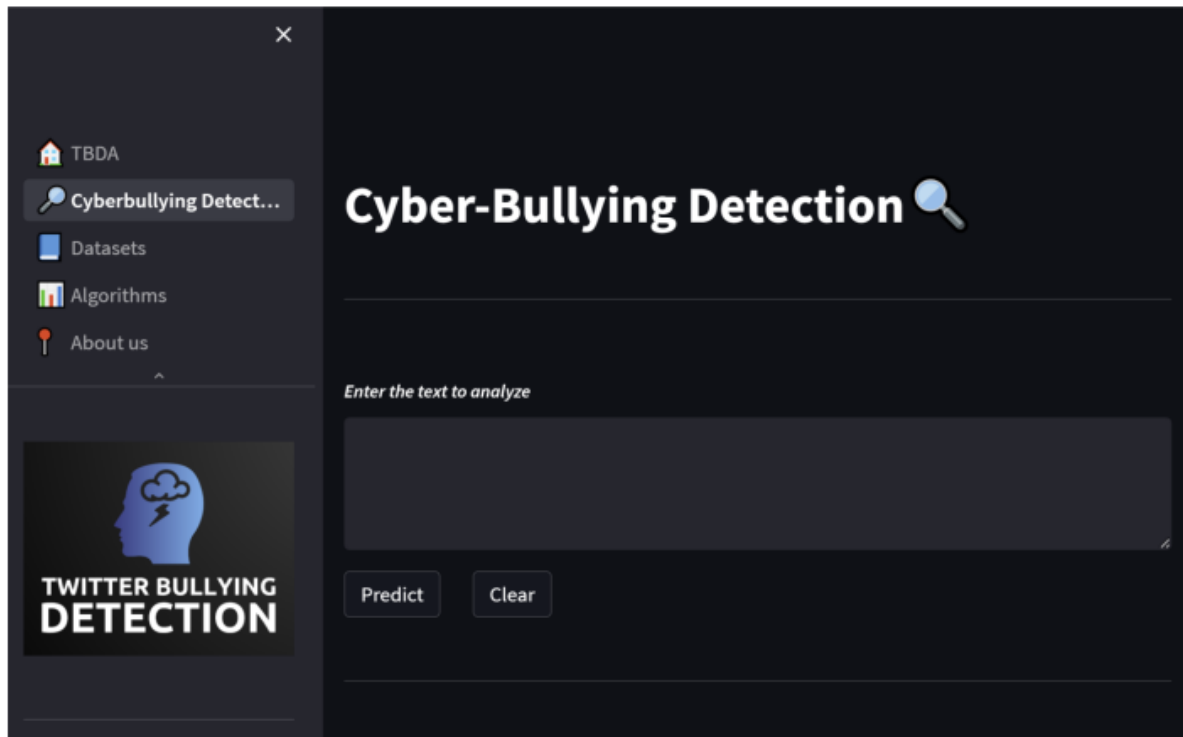 TBDA
Cyberbullying Detect...
Datasets
Algorithms
About us
TWITTER BULLYING
DETECTION
Cyber-Bullying Detection
Enter the text to analyze
Predict
Clear